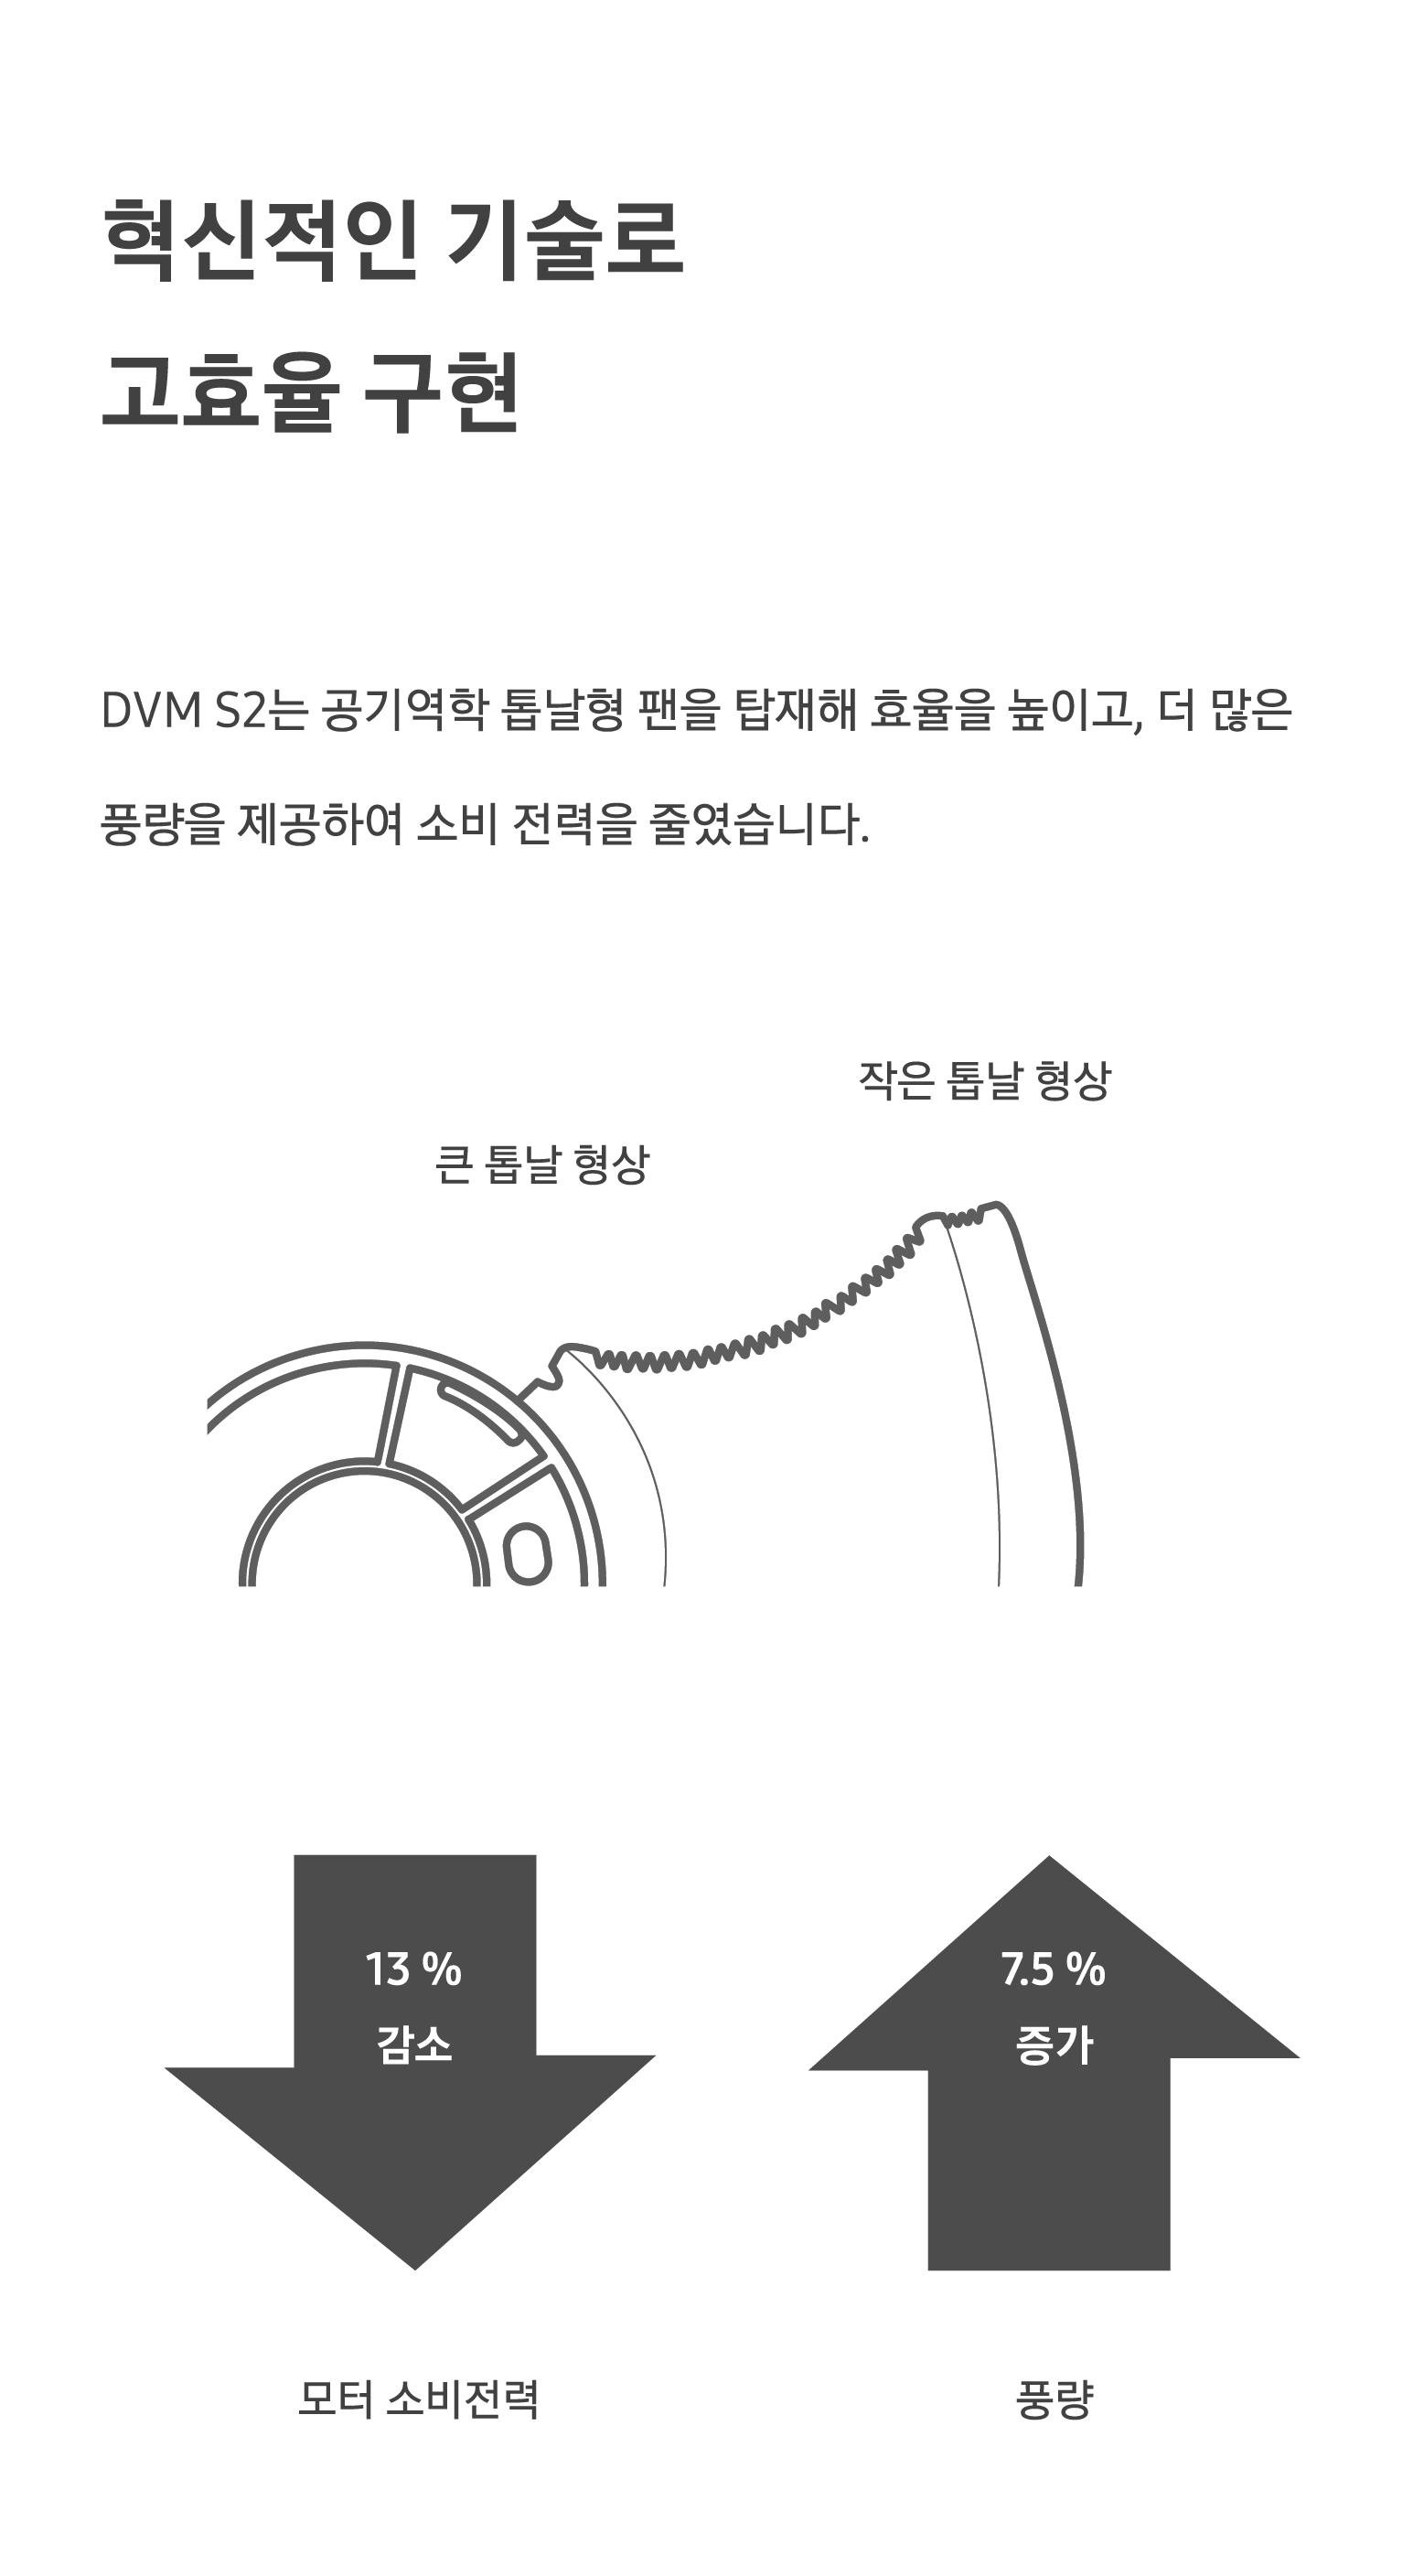 혁신적인 기술로
고효율 구현
DVM S2는 공기역학 톱날형 팬을 탑재해 효율을 높이고, 더 많은
풍량을 제공하여 소비 전력을 줄였습니다.
작은 톱날 형상
큰 톱날 형상
13 %
감소
7.5 %
증가
모터 소비전력
풍량